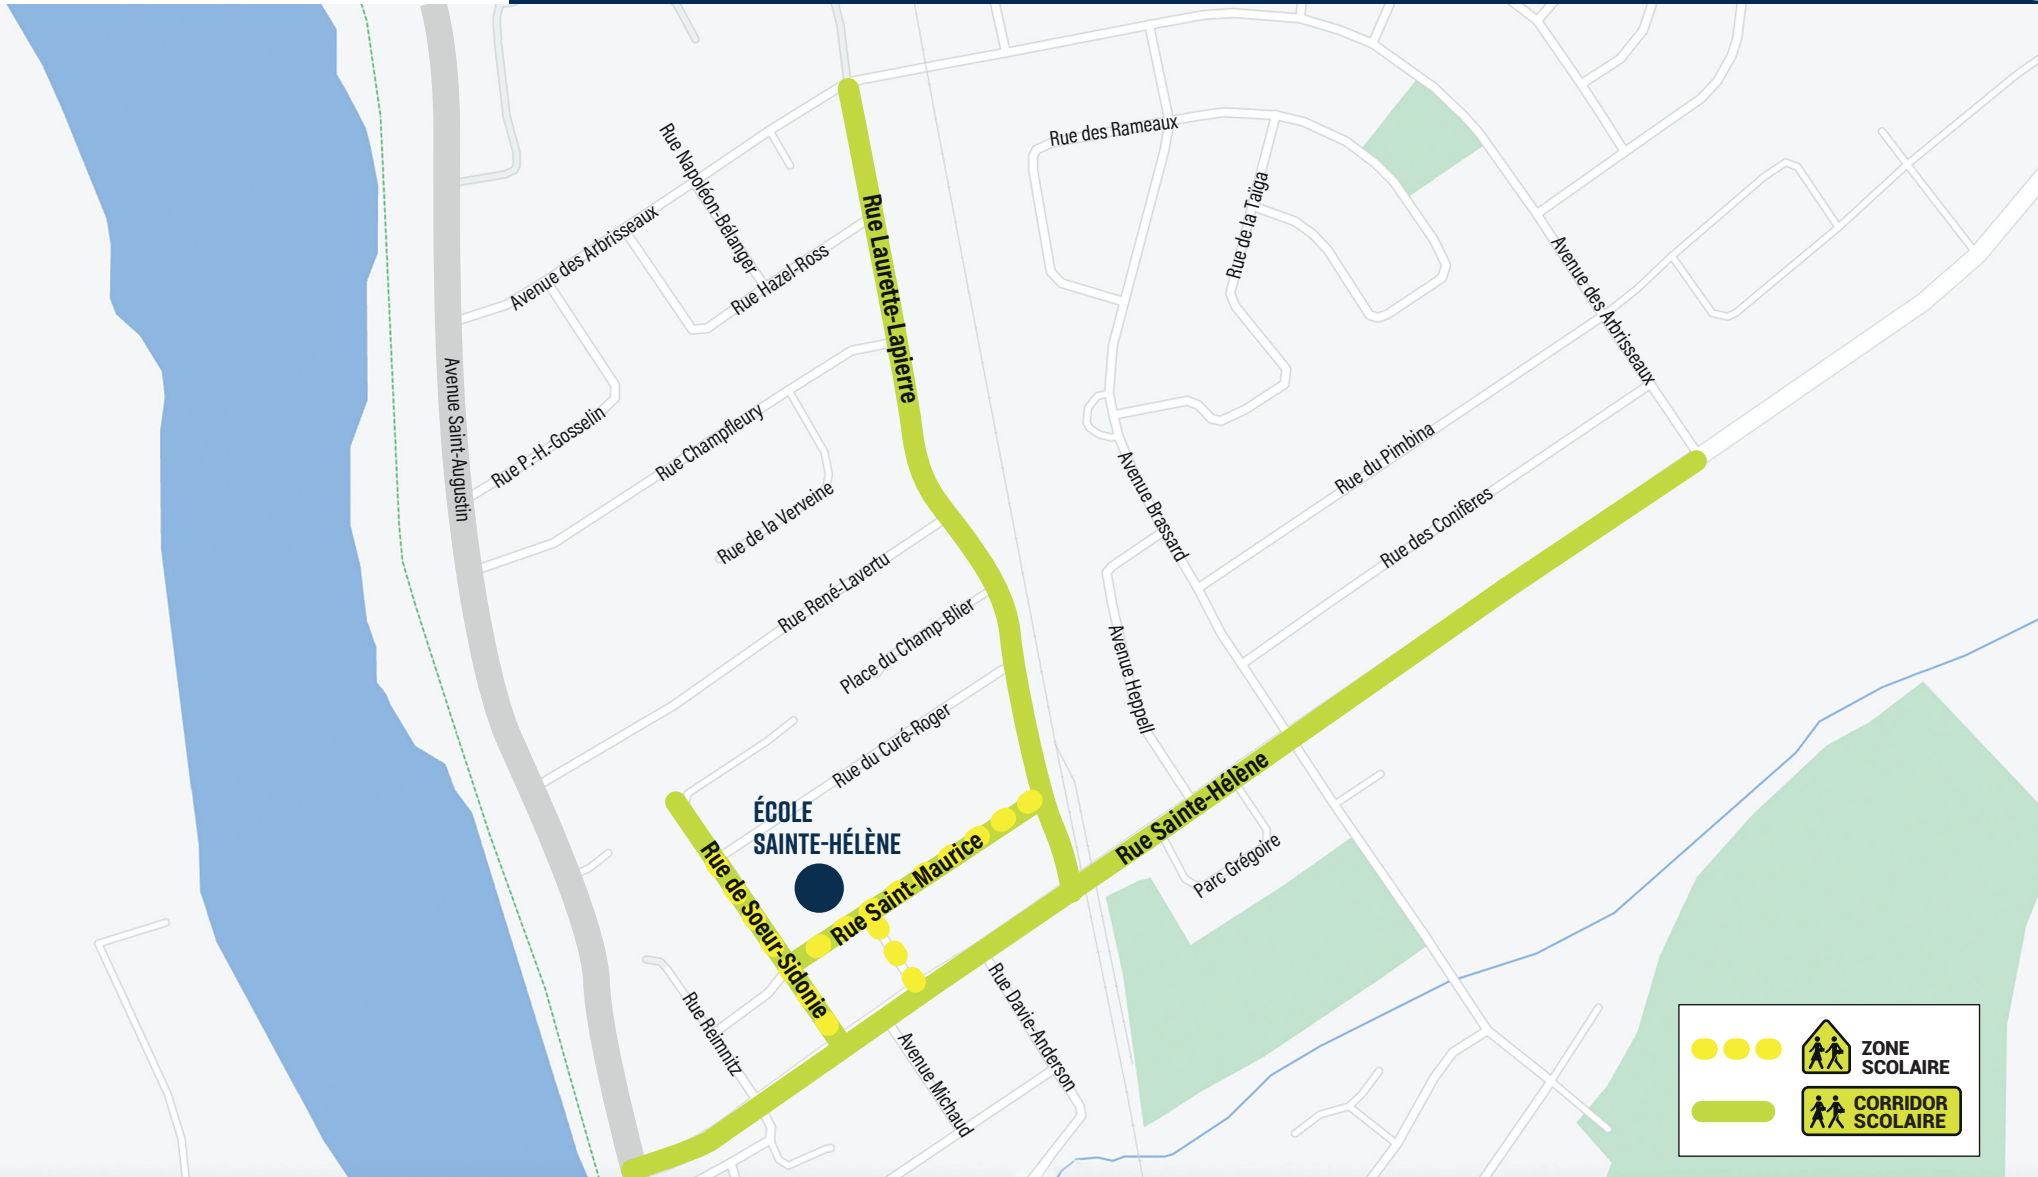 Rue Napoléon-Bélanger
Rue des Rameaux
Rue de la Taïga
Avenue des Arbrisseaux
Rue Hazel-Ross
Rue Laurette-Lapierre
Avenue des Arbrisseaux
Avenue Saint-Augustin
Rue P.-H.-Gosselin
Rue Champfleury
Rue de la Verveine
Avenue Brassard
Rue du Pimbina
Rue des Conifères
Rue René-Lavertu
Place du Champ-Blier
Avenue Heppell
Rue du Curé-Roger
ÉCOLE
SAINTE-HÉLÈNE
Rue Sainte-Hélène
Rue de Soeur-Sidonie
Rue Saint-Maurice
Parc Grégoire
Rue Reimnitz
Avenue Michaud
Rue Davie-Anderson
ZONE
SCOLAIRE
CORRIDOR
SCOLAIRE